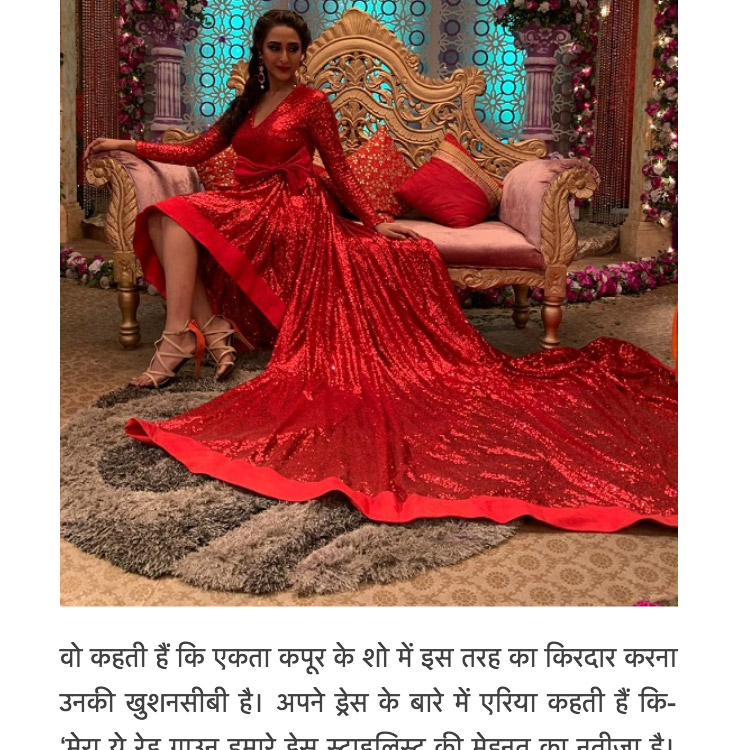 वो कहती हैं कि एकता कपूर के शो में इस तरह का किरदार करना
उनकी खुशनसीबी है। अपने ड्रेस के बारे में एरिया कहती हैं कि-
‘मेरा ये रेड गाउन हमारे ड्रेस स्टाइलिस्ट की मेहनत का नतीजा है।